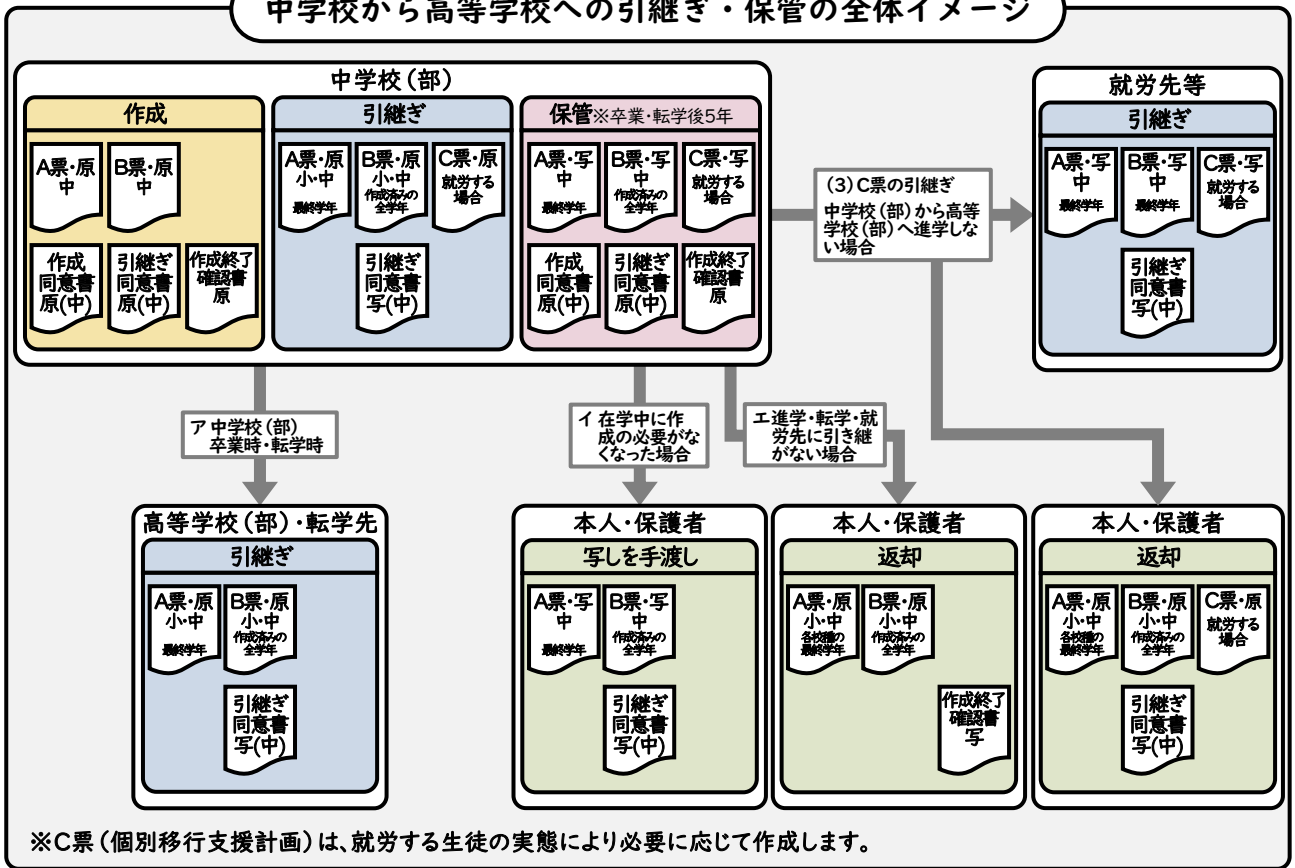 中学校から高等学校への引継ぎ・保管の全体イメージ
中学校(部)
作成
A票・原
中
B票・原
中
作成
同意書
原(中)
引継ぎ
同意書
原(中)
作成終了
確認書
原
引継ぎ
A票・原
小・中
最終学年
B票・原
小・中
作成済みの
全学年
C票・原
就労する
場合
引継ぎ
同意書
写(中)
保管※卒業・転学後5年
A票・写
中
最終学年
B票・写
中
作成済みの
全学年
C票・写
就労する
場合
作成
同意書
原(中)
引継ぎ
同意書
原(中)
作成終了
確認書
原
(3)C票の引継ぎ
中学校(部)から高等
学校(部)へ進学しな
い場合
就労先等
引継ぎ
A票・写
中
最終学年
B票・写
中
最終学年
C票・写
就労する
場合
引継ぎ
同意書
写(中)
ア 中学校(部)
卒業時・転学時
イ 在学中に作
成の必要がな
くなった場合
エ進学・転学・就
労先に引き継
がない場合
高等学校(部)・転学先
引継ぎ
A票・原
小・中
最終学年
B票・原
小・中
作成済みの
全学年
引継ぎ
同意書
写(中)
本人・保護者
写しを手渡し
A票・写
中
最終学年
B票・写
中
作成済みの
全学年
引継ぎ
同意書
写(中)
本人・保護者
返却
A票・原
小・中
各校種の
最終学年
B票・原
小・中
作成済みの
全学年
作成終了
確認書
写
本人・保護者
返却
A票・原
小・中
各校種の
最終学年
B票・原
小・中
作成済みの
全学年
C票・原
就労する
場合
引継ぎ
同意書
写(中)
※C票(個別移行支援計画)は、就労する生徒の実態により必要に応じて作成します。